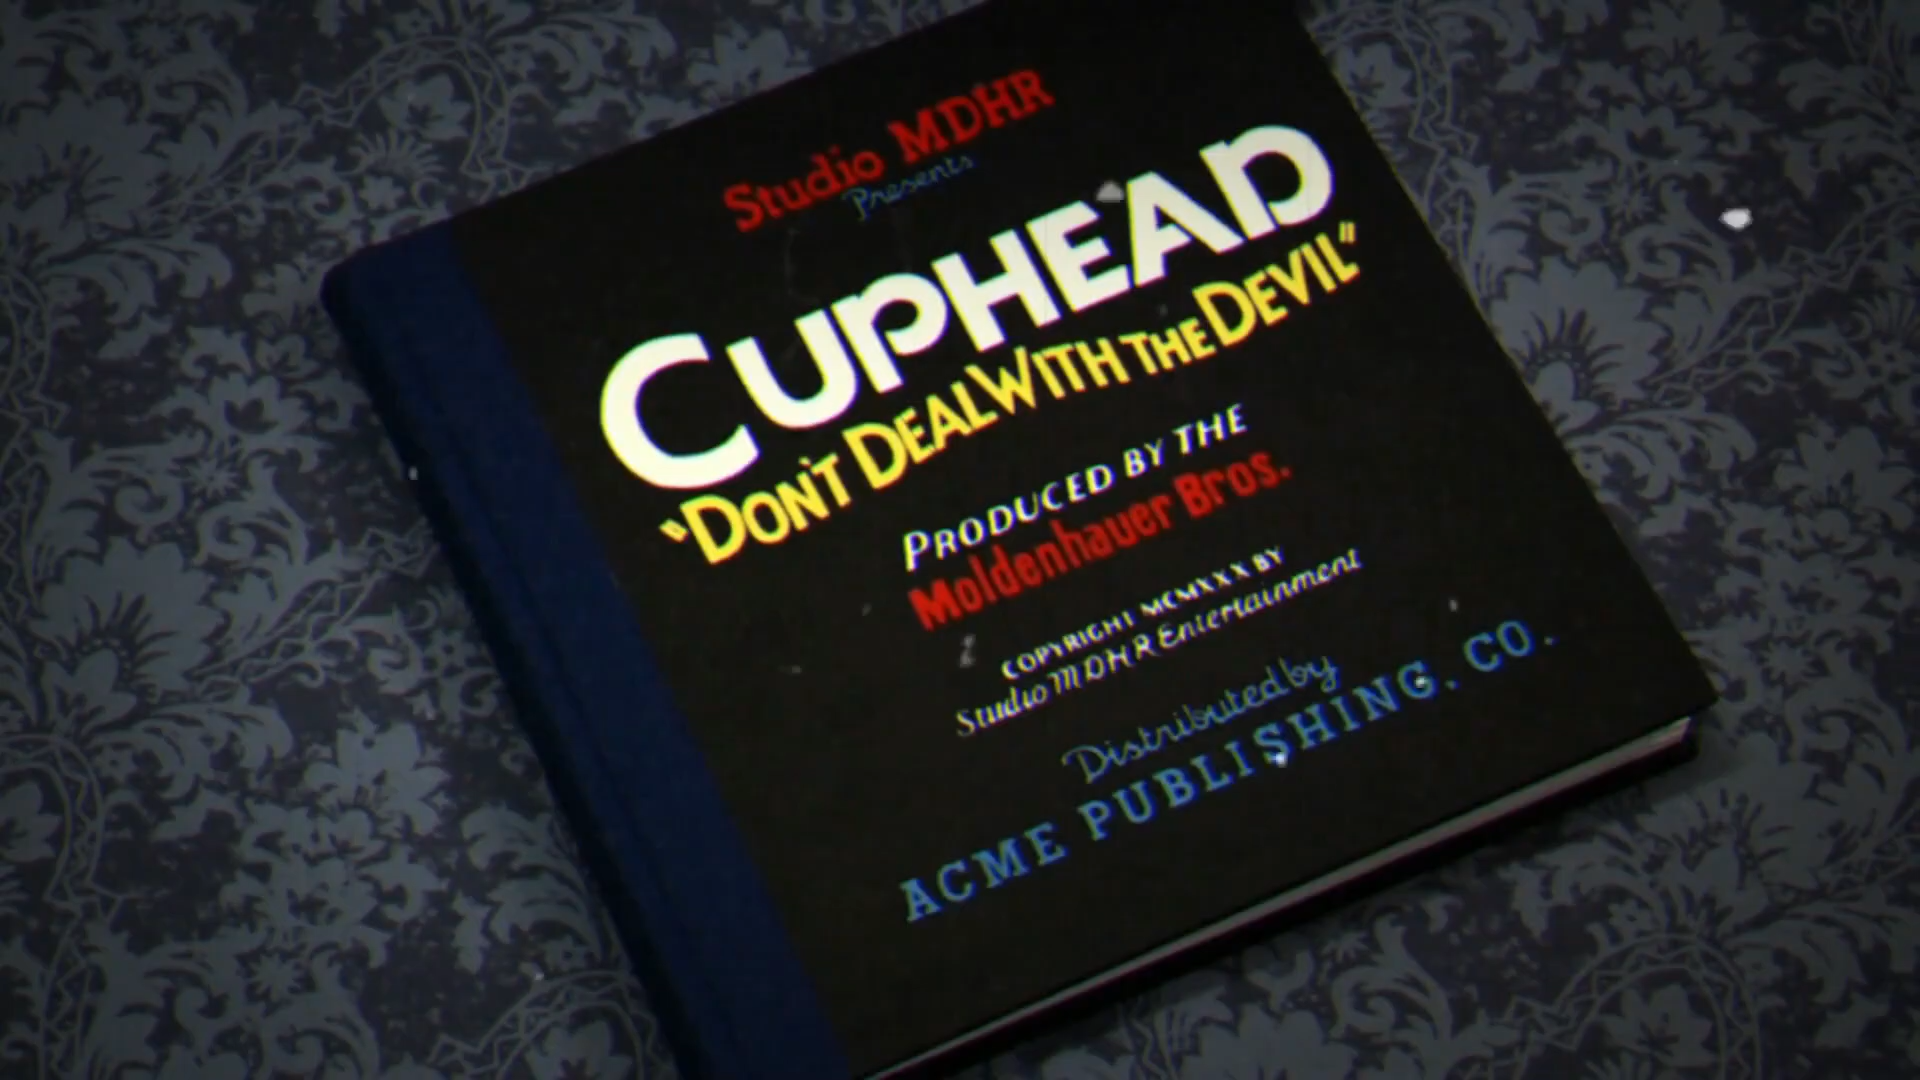 Studio MDHR
Presents
CUPHEAD
"DON'T DEAL WITH THE DEVIL"
PRODUCED BY THE
Moldenhauer Bros.
COPYRIGHT MCMXXX BY
Studio MDHR Entertainment
Distributed by
ACME PUBLISHING. CO.